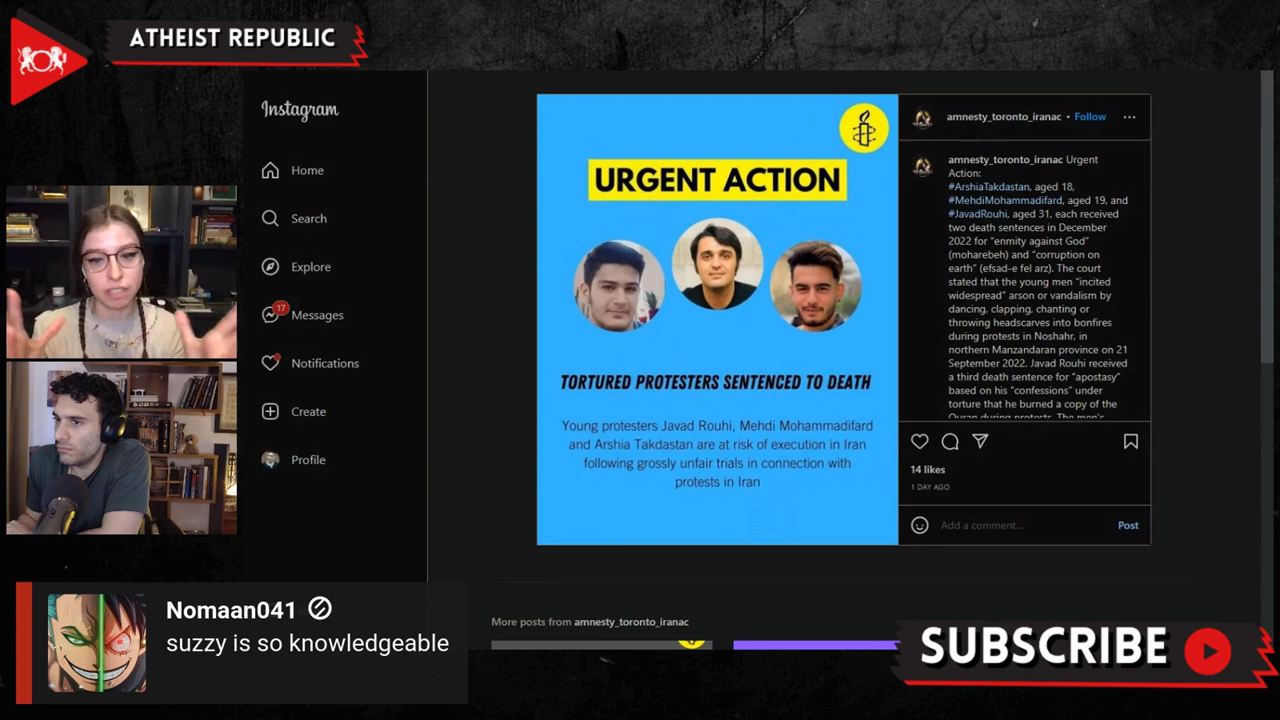 ATHEIST REPUBLIC
Instagram
Home
Search
Explore
17
Messages
Notifications
Create
Profile
URGENT ACTION
TORTURED PROTESTERS SENTENCED TO DEATH
Young protesters Javad Rouhi, Mehdi Mohammadifard
and Arshia Takdastan are at risk of execution in Iran
following grossly unfair trials in connection with
protests in Iran
amnesty_toronto_iranac • Follow
amnesty_toronto_iranac Urgent
Action:
#ArshiaTakdastan, aged 18,
#MehdiMohammadifard, aged 19, and
#JavadRouhi, aged 31, each received
two death sentences in December
2022 for "enmity against God"
(moharebeh) and "corruption on
earth" (efsad-e fel arz). The court
stated that the young men "incited
widespread" arson or vandalism by
dancing, clapping, chanting or
throwing headscarves into bonfires
during protests in Noshahr, in
northern Manzandaran province on 21
September 2022. Javad Rouhi received
a third death sentence for "apostasy"
based on his "confessions" under
torture that he burned a copy of the
Quran during protests. The men's
14 likes
1 DAY AGO
Add a comment...
Post
More posts from amnesty_toronto_iranac
Nomaan041
suzzy is so knowledgeable
SUBSCRIBE